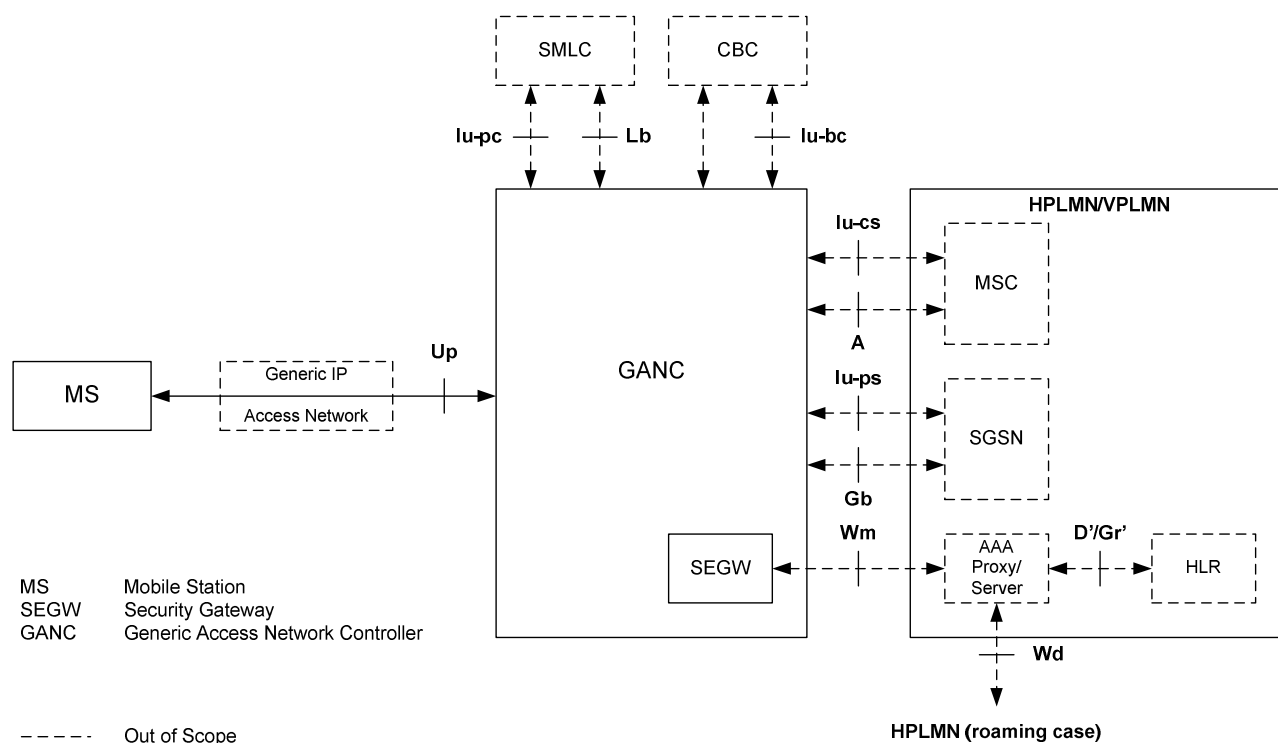 SMLC
CBC
Iu-pc
Lb
Iu-bc
HPLMN/VPLMN
Iu-cs
MSC
A
Up
GANC
Generic IP
Access Network
MS
Iu-ps
SGSN
Gb
Wm
D'/Gr'
SEGW
AAA
Proxy/
Server
HLR
MS Mobile Station
SEGW Security Gateway
GANC Generic Access Network Controller
Wd
HPLMN (roaming case)
Out of Scope